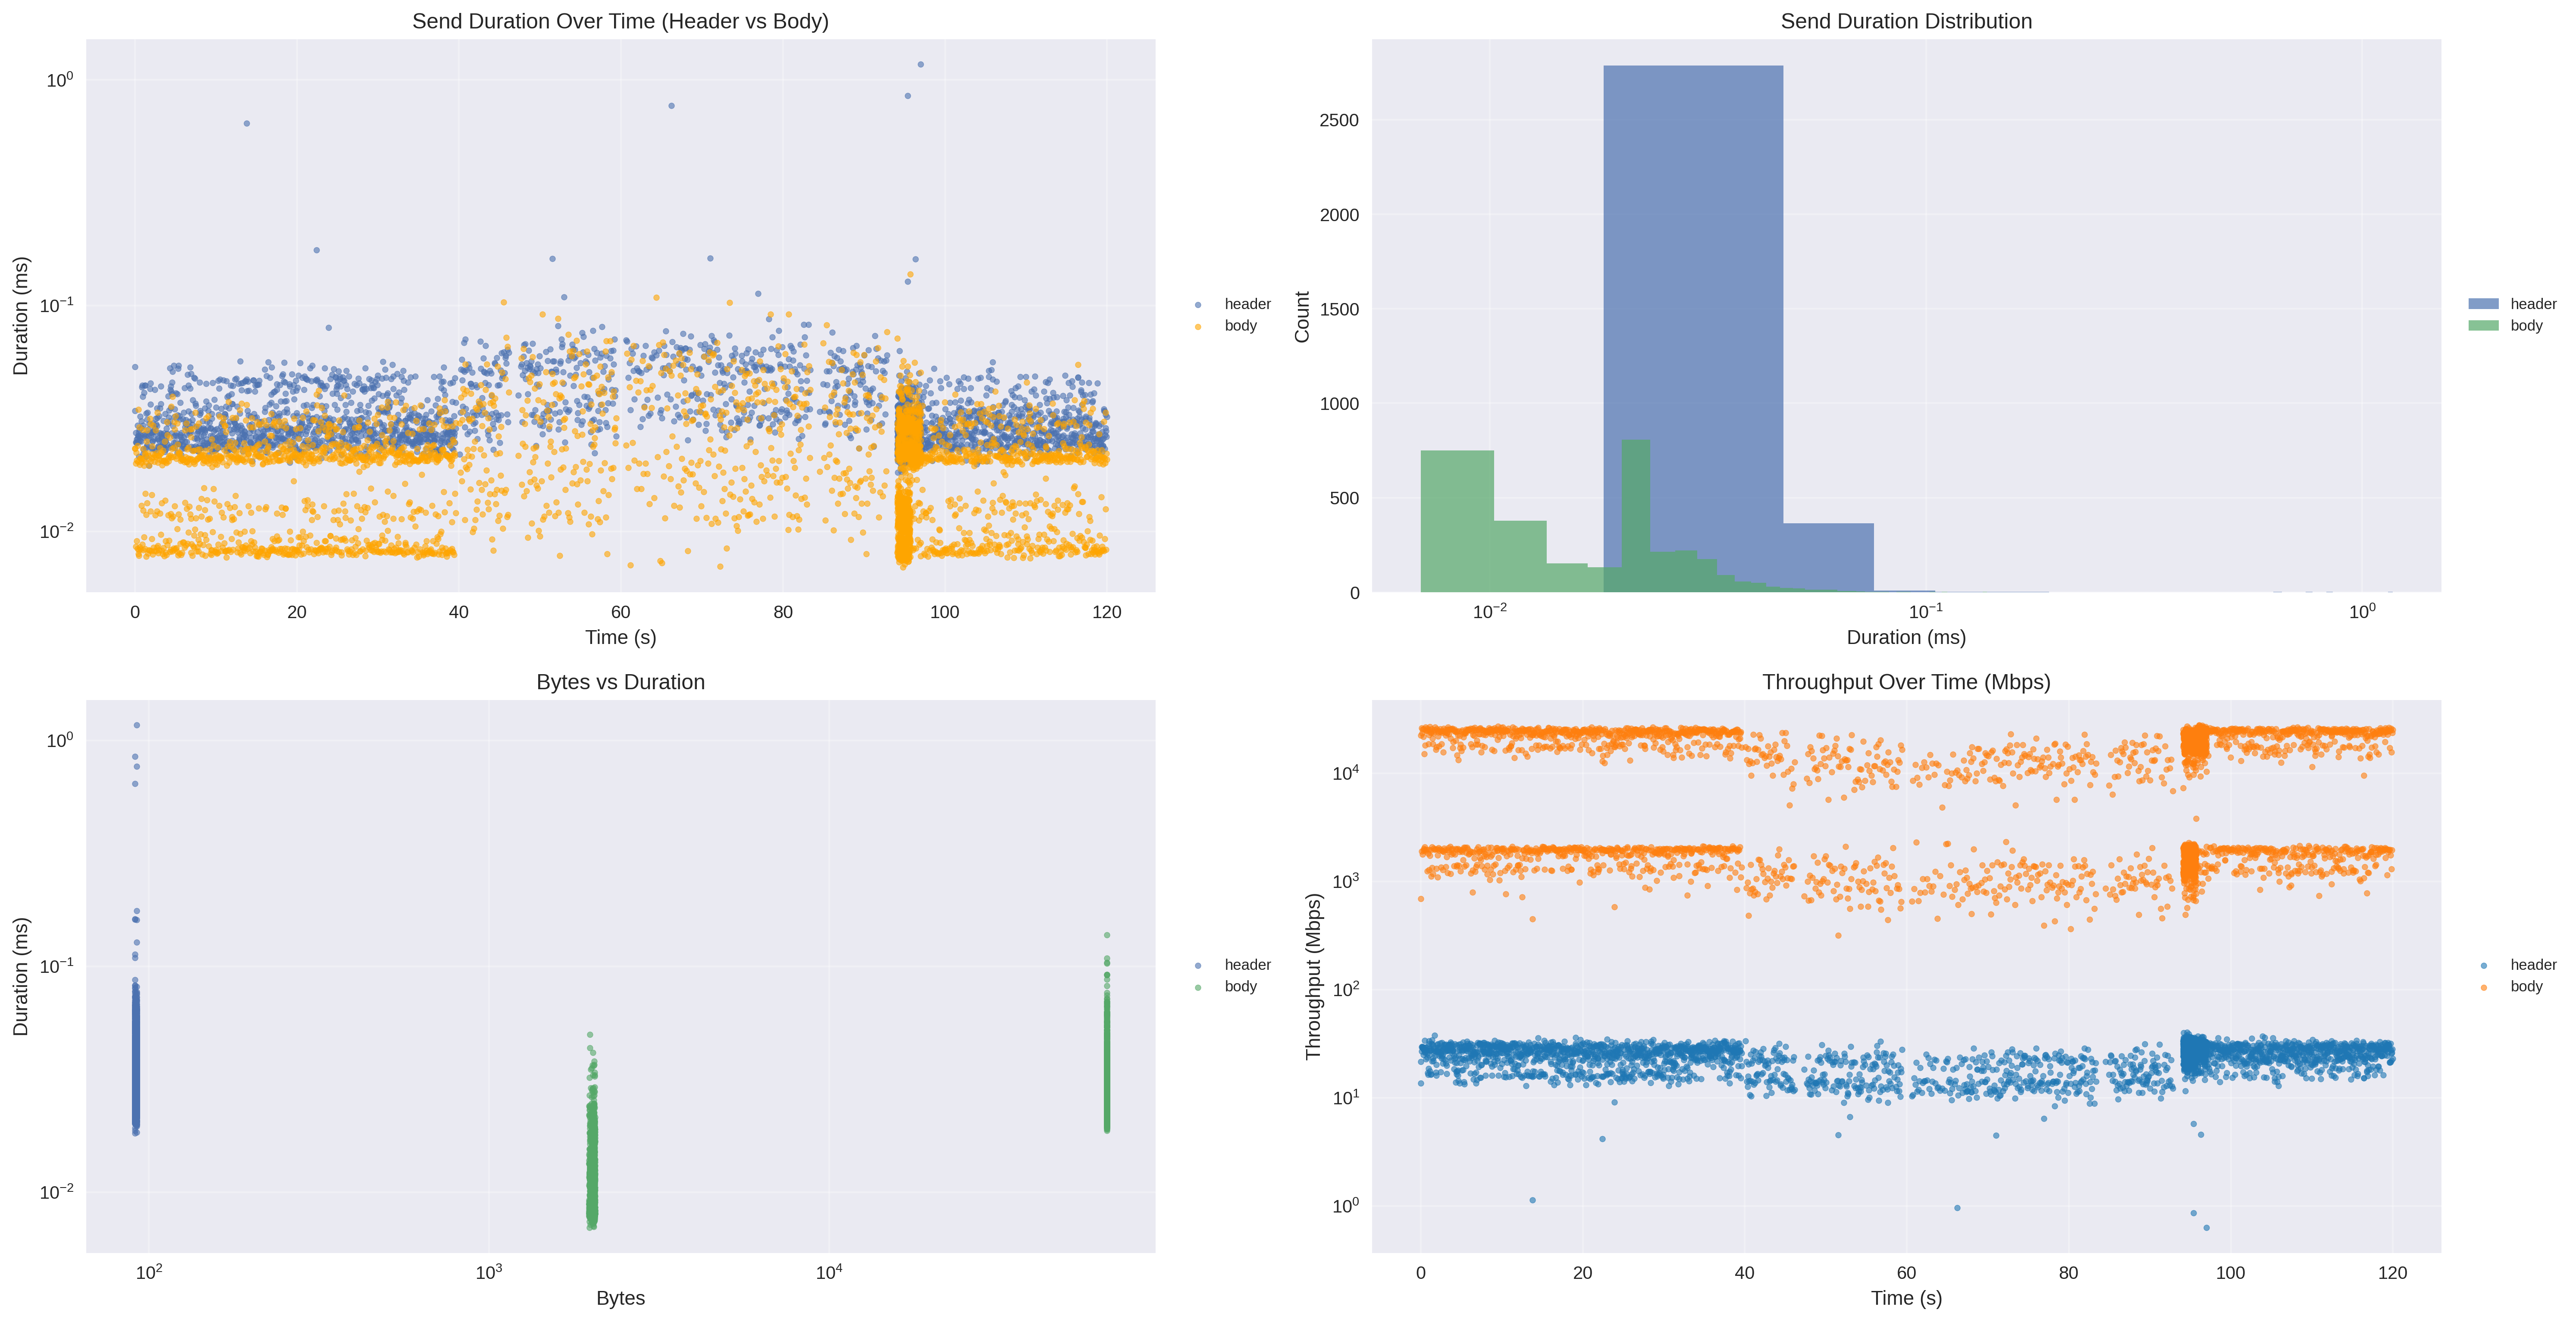 Send Duration Over Time (Header vs Body)
Duration (ms)
10⁰
10⁻¹
10⁻²
0 20 40 60 80 100 120
Time (s)
header
body
Send Duration Distribution
Count
2500
2000
1500
1000
500
0
10⁻² 10⁻¹ 10⁰
Duration (ms)
header
body
Bytes vs Duration
Duration (ms)
10⁰
10⁻¹
10⁻²
10² 10³ 10⁴
Bytes
header
body
Throughput Over Time (Mbps)
Throughput (Mbps)
10⁴
10³
10²
10¹
10⁰
0 20 40 60 80 100 120
Time (s)
header
body